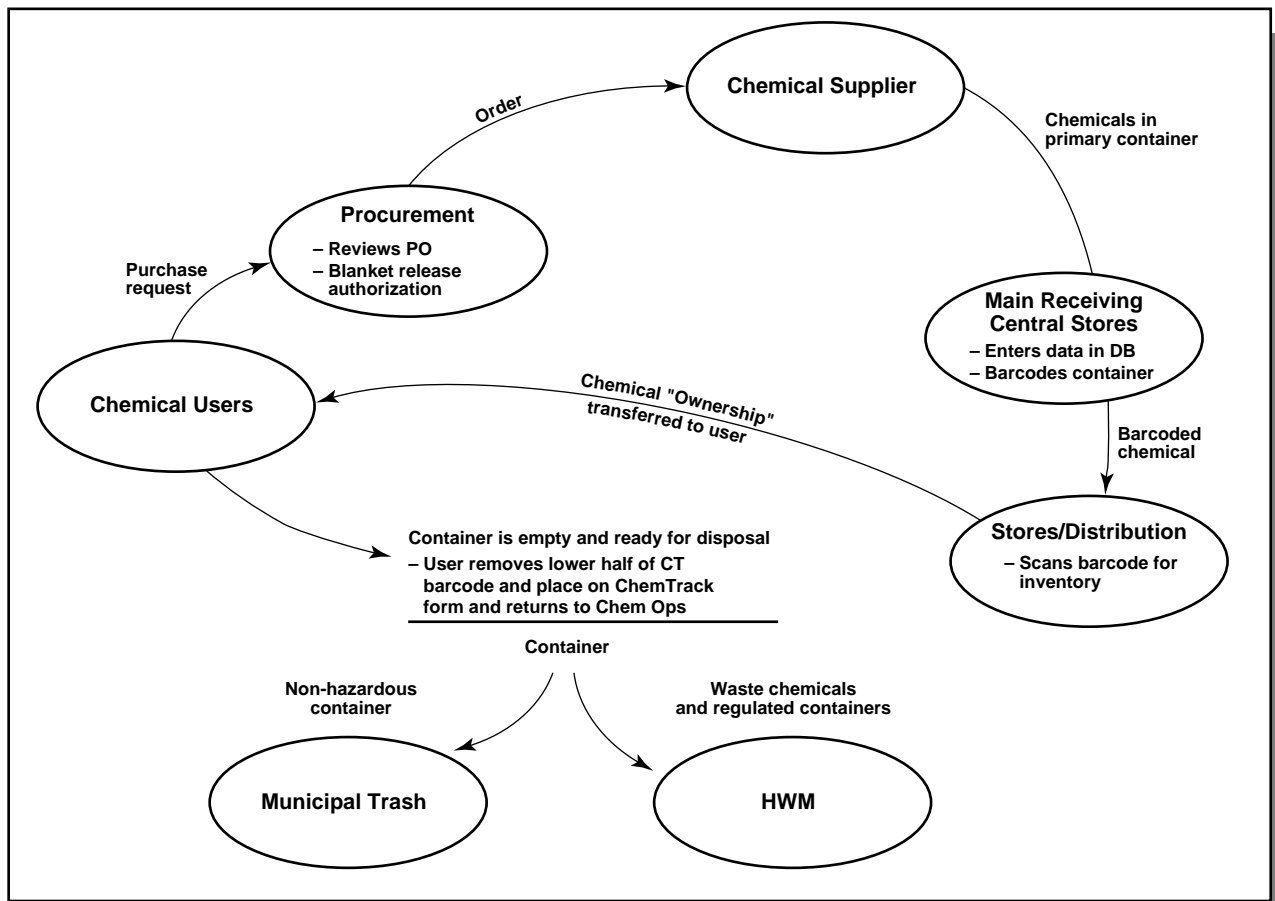 Chemical Supplier
Order
Chemicals in
primary container
Procurement
– Reviews PO
– Blanket release
authorization
Purchase
request
Main Receiving
Central Stores
– Enters data in DB
– Barcodes container
Chemical Users
Chemical "Ownership"
transferred to user
Barcoded
chemical
Stores/Distribution
– Scans barcode for
inventory
Container is empty and ready for disposal
– User removes lower half of CT
barcode and place on ChemTrack
form and returns to Chem Ops
Container
Non-hazardous
container
Waste chemicals
and regulated containers
Municipal Trash
HWM